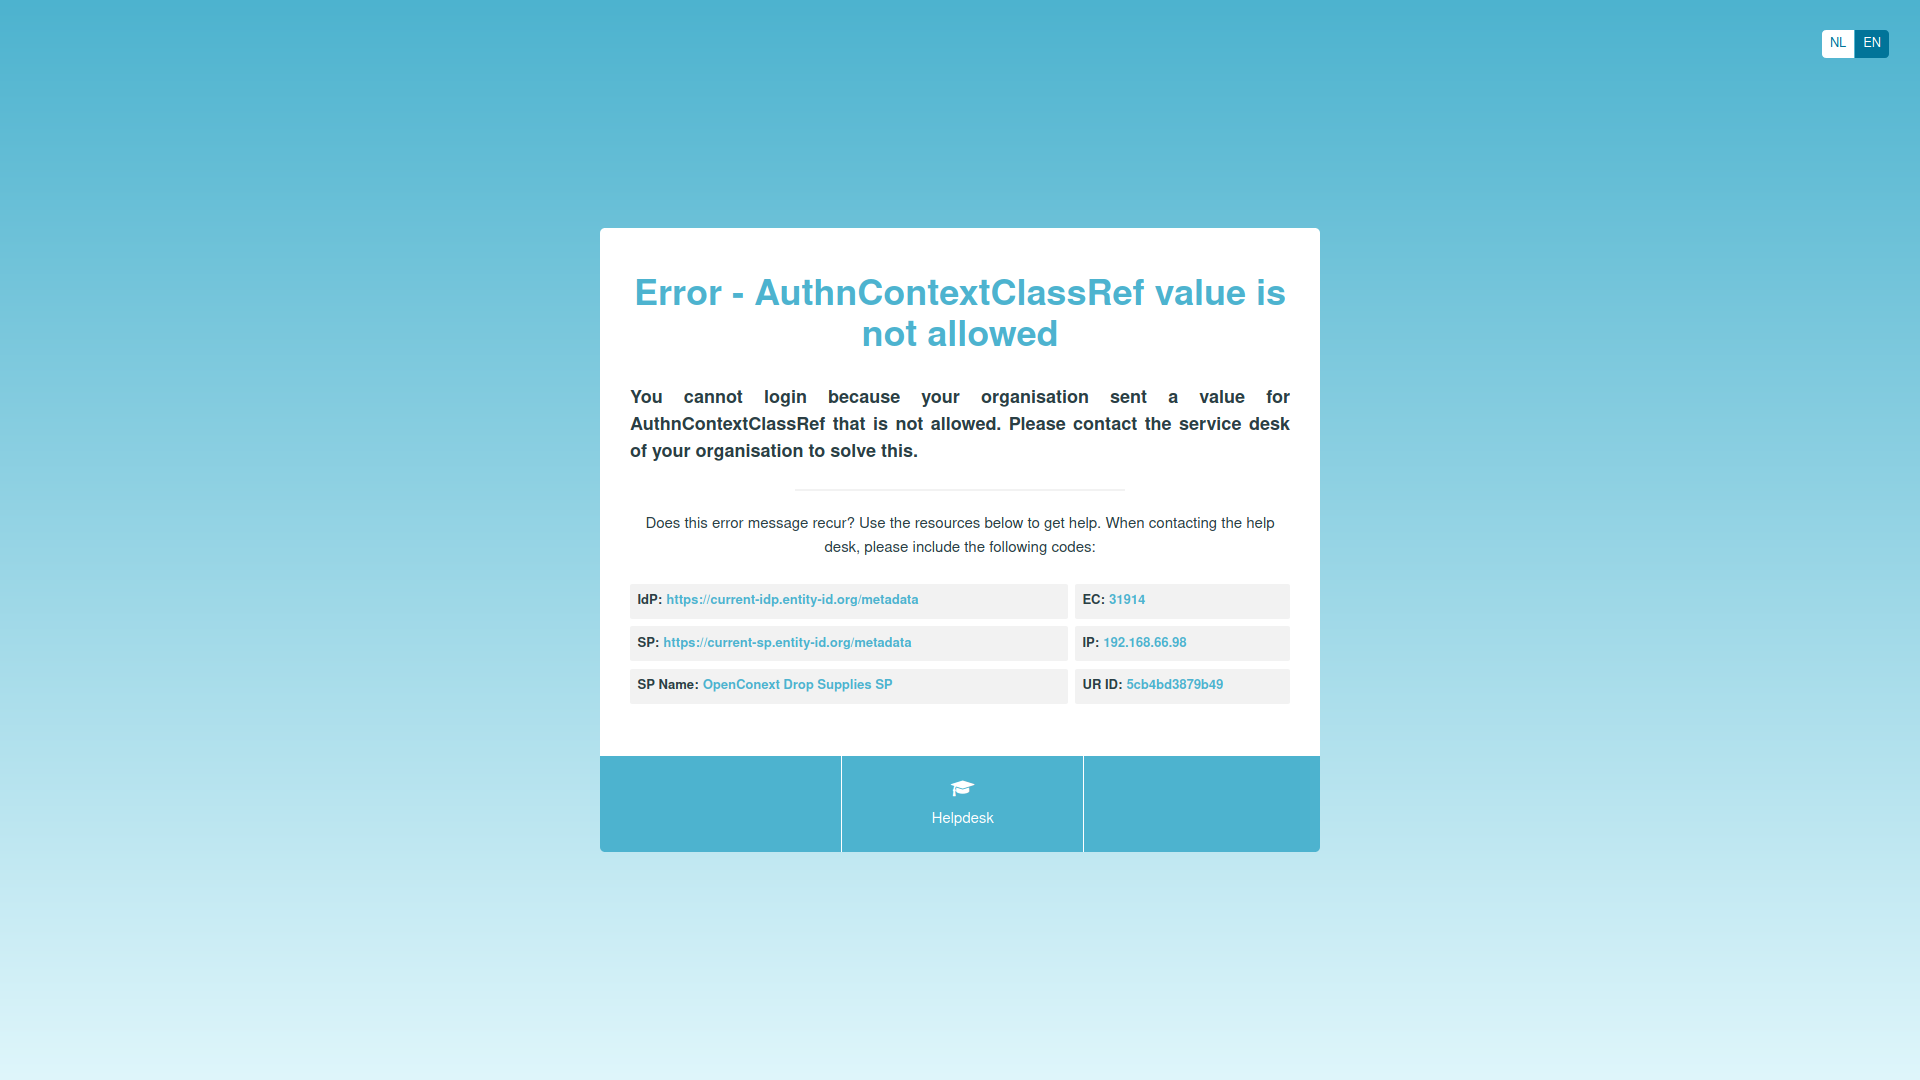 NL EN
Error - AuthnContextClassRef value is
not allowed
You cannot login because your organisation sent a value for
AuthnContextClassRef that is not allowed. Please contact the service desk
of your organisation to solve this.
Does this error message recur? Use the resources below to get help. When contacting the help
desk, please include the following codes:
IdP: https://current-idp.entity-id.org/metadata
EC: 31914
SP: https://current-sp.entity-id.org/metadata
IP: 192.168.66.98
SP Name: OpenConext Drop Supplies SP
UR ID: 5cb4bd3879b49
Helpdesk